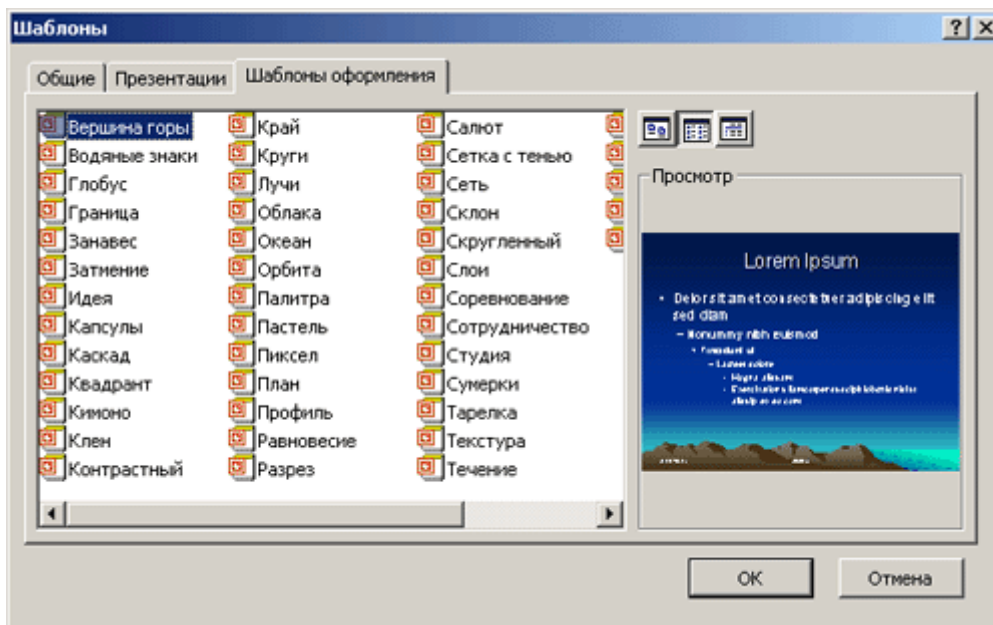 Шаблоны
Общие
Презентации
Шаблоны оформления
Вершина горы
Водяные знаки
Глобус
Граница
Занавес
Затмение
Идея
Капсулы
Каскад
Квадрант
Кимоно
Клен
Контрастный
Край
Круги
Лучи
Облака
Океан
Орбита
Палитра
Пастель
Пиксел
План
Профиль
Равновесие
Разрез
Салют
Сетка с тенью
Сеть
Склон
Скругленный
Слои
Соревнование
Сотрудничество
Студия
Сумерки
Тарелка
Текстура
Течение
Просмотр
Lorem Ipsum
sed diam
OK
Отмена